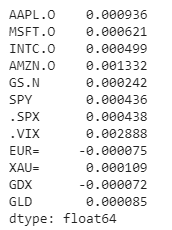 AAPL.O    0.000936
MSFT.O    0.000621
INTC.O    0.000499
AMZN.O    0.001332
GS.N      0.000242
SPY       0.000436
.SPX      0.000438
.VIX      0.002888
EUR=     -0.000075
XAU=      0.000109
GDX      -0.000072
GLD       0.000085
dtype: float64